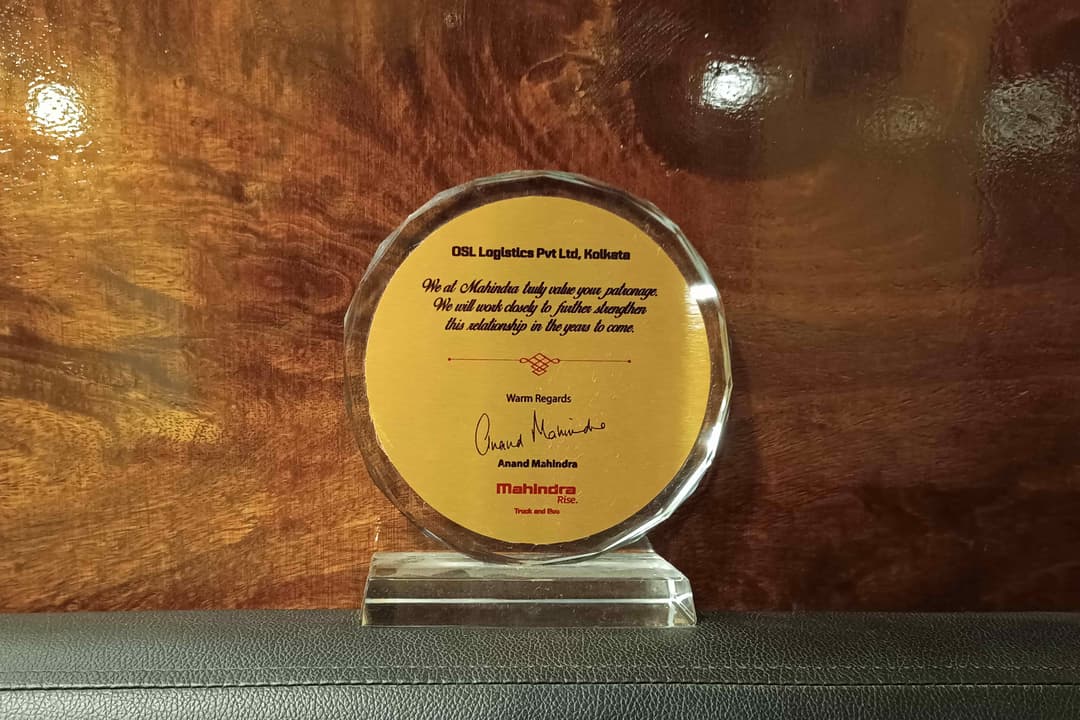 OSL Logistics Pvt Ltd, Kolkata
We at Mahindra truly value your patronage.
We will work closely to further strengthen
this relationship in the years to come.
Warm Regards
Anand Mahindra
Anand Mahindra
Mahindra
Rise.
Truck and Bus